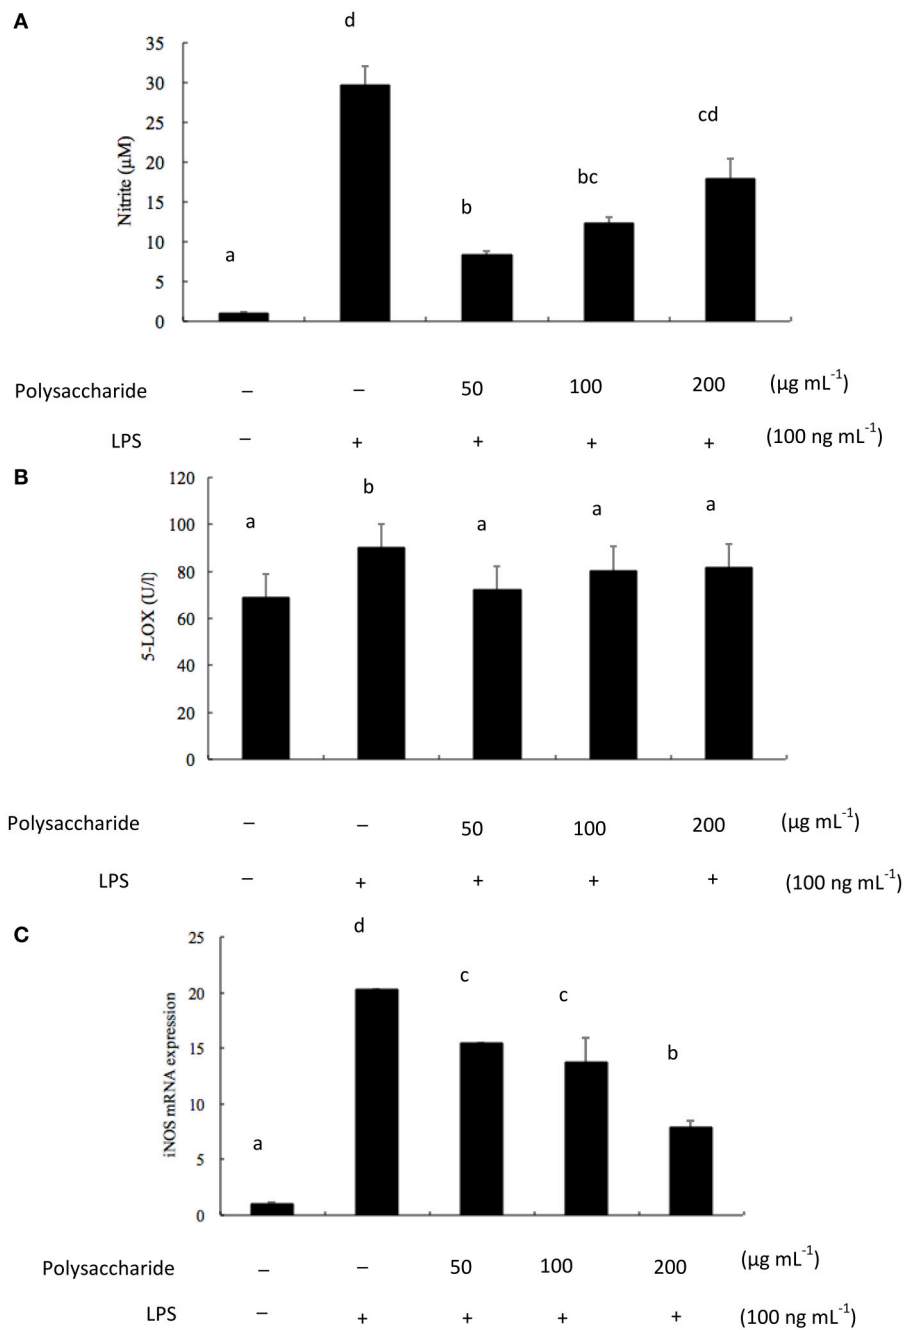 A
d
35
30
cd
25
Nitrite (µM)
20
bc
15
b
10
a
5
0
Polysaccharide – – 50 100 200 (µg mL-1)
LPS – + + + + (100 ng mL-1)
B
120
b
a a a a
100
80
5-LOX (U/l)
60
40
20
0
Polysaccharide – – 50 100 200 (µg mL-1)
LPS – + + + + (100 ng mL-1)
C
d
25
c
20
c
iNOS mRNA expression
15
b
10
a
5
0
Polysaccharide – – 50 100 200 (µg mL-1)
LPS – + + + + (100 ng mL-1)